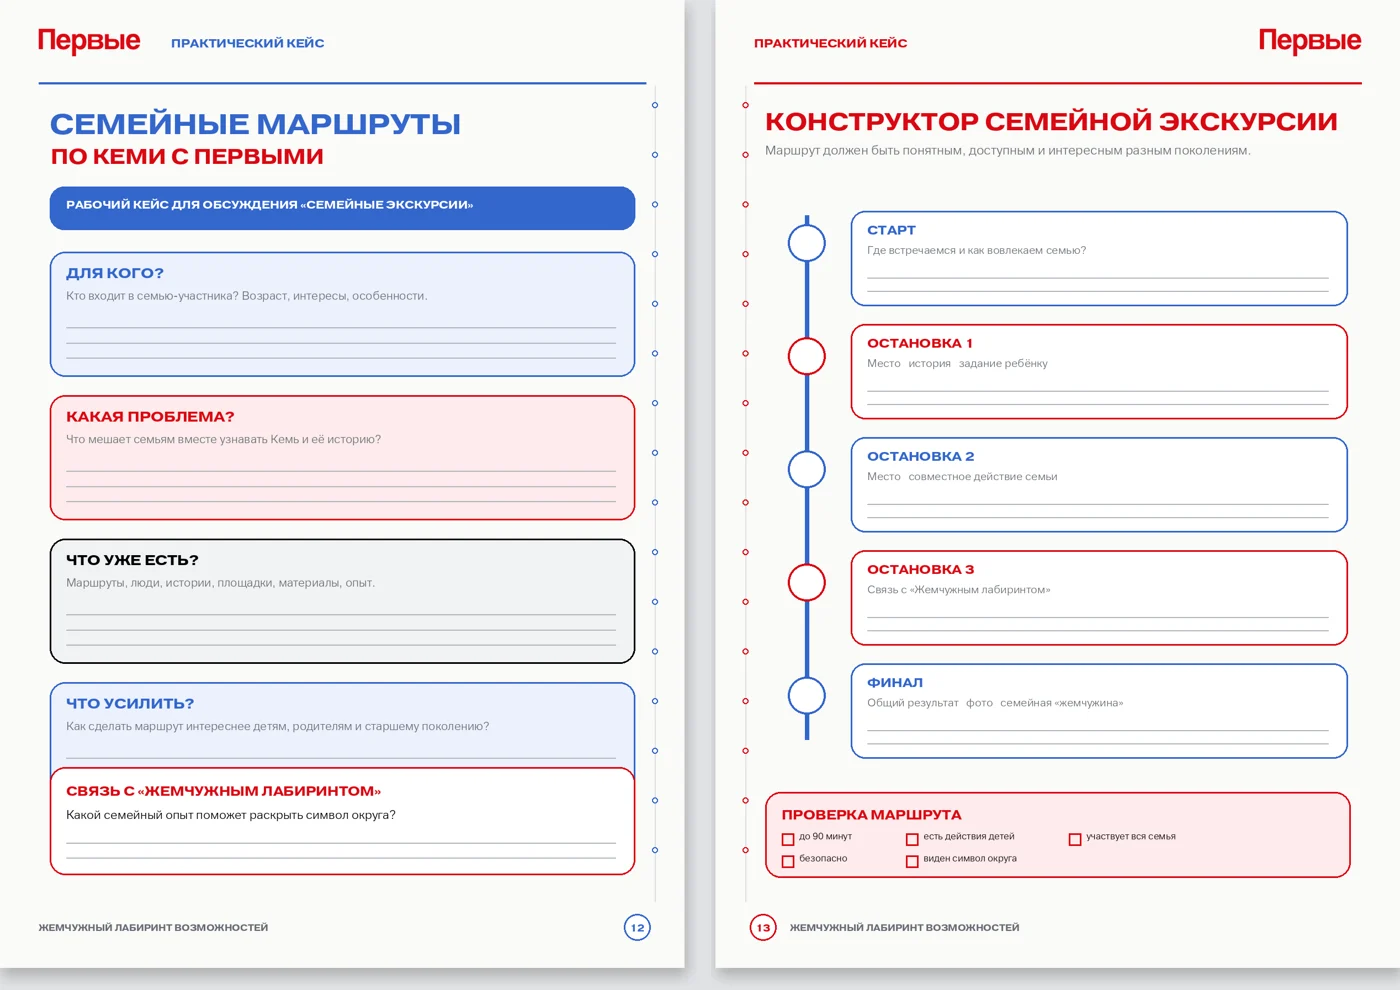 Первые
ПРАКТИЧЕСКИЙ КЕЙС
СЕМЕЙНЫЕ МАРШРУТЫ
ПО КЕМИ С ПЕРВЫМИ
РАБОЧИЙ КЕЙС ДЛЯ ОБСУЖДЕНИЯ «СЕМЕЙНЫЕ ЭКСКУРСИИ»
ДЛЯ КОГО?
Кто входит в семью-участника? Возраст, интересы, особенности.
КАКАЯ ПРОБЛЕМА?
Что мешает семьям вместе узнавать Кемь и её историю?
ЧТО УЖЕ ЕСТЬ?
Маршруты, люди, истории, площадки, материалы, опыт.
ЧТО УСИЛИТЬ?
Как сделать маршрут интереснее детям, родителям и старшему поколению?
СВЯЗЬ С «ЖЕМЧУЖНЫМ ЛАБИРИНТОМ»
Какой семейный опыт поможет раскрыть символ округа?
ЖЕМЧУЖНЫЙ ЛАБИРИНТ ВОЗМОЖНОСТЕЙ
12
ПРАКТИЧЕСКИЙ КЕЙС
Первые
КОНСТРУКТОР СЕМЕЙНОЙ ЭКСКУРСИИ
Маршрут должен быть понятным, доступным и интересным разным поколениям.
СТАРТ
Где встречаемся и как вовлекаем семью?
ОСТАНОВКА 1
Место история задание ребёнку
ОСТАНОВКА 2
Место совместное действие семьи
ОСТАНОВКА 3
Связь с «Жемчужным лабиринтом»
ФИНАЛ
Общий результат фото семейная «жемчужина»
ПРОВЕРКА МАРШРУТА
до 90 минут есть действия детей участвует вся семья
безопасно виден символ округа
13
ЖЕМЧУЖНЫЙ ЛАБИРИНТ ВОЗМОЖНОСТЕЙ